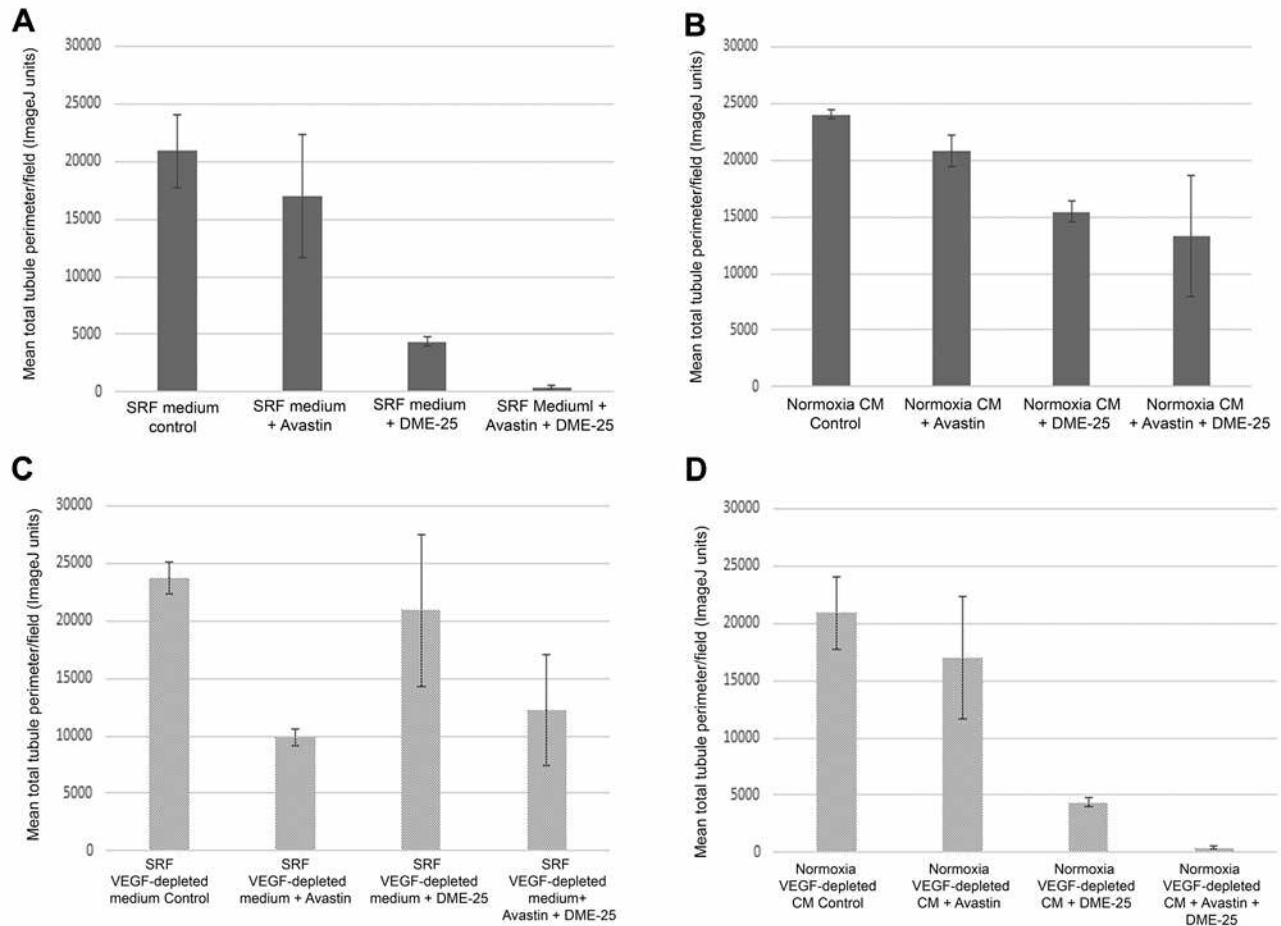 A
Mean total tubule perimeter/field (ImageJ units)
30000
25000
20000
15000
10000
5000
0
SRF medium
control
SRF medium
+ Avastin
SRF medium
+ DME-25
SRF Mediuml +
Avastin + DME-25
B
Mean total tubule perimeter/field (ImageJ units)
30000
25000
20000
15000
10000
5000
0
Normoxia CM
Control
Normoxia CM
+ Avastin
Normoxia CM
+ DME-25
Normoxia CM
+ Avastin + DME-25
C
Mean total tubule perimeter/field (ImageJ units)
30000
25000
20000
15000
10000
5000
0
SRF
VEGF-depleted
medium Control
SRF
VEGF-depleted
medium + Avastin
SRF
VEGF-depleted
medium + DME-25
SRF
VEGF-depleted
medium+
Avastin + DME-25
D
Mean total tubule perimeter/field (ImageJ units)
30000
25000
20000
15000
10000
5000
0
Normoxia
VEGF-depleted
CM Control
Normoxia
VEGF-depleted
CM + Avastin
Normoxia
VEGF-depleted
CM + DME-25
Normoxia
VEGF-depleted
CM + Avastin +
DME-25